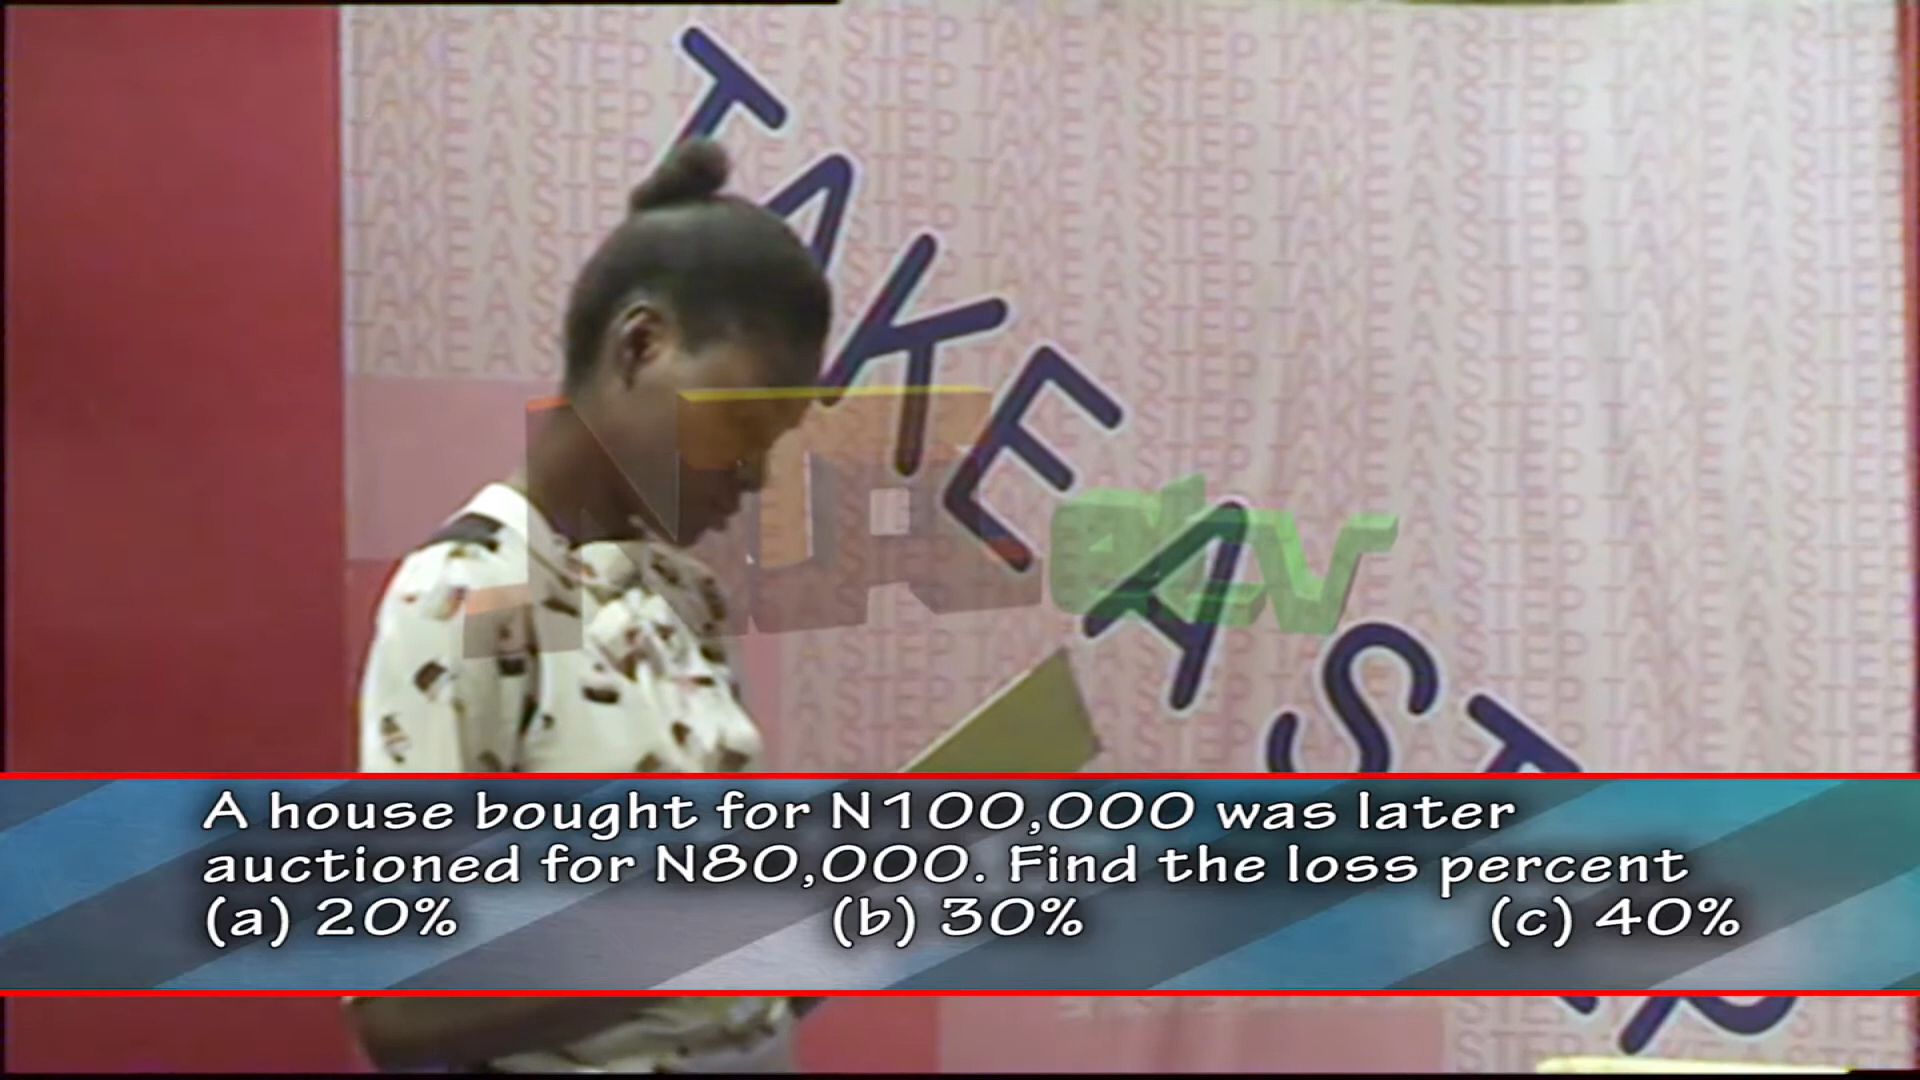 TAKE A STEP
A house bought for N100,000 was later
auctioned for N80,000. Find the loss percent
(a) 20% (b) 30% (c) 40%